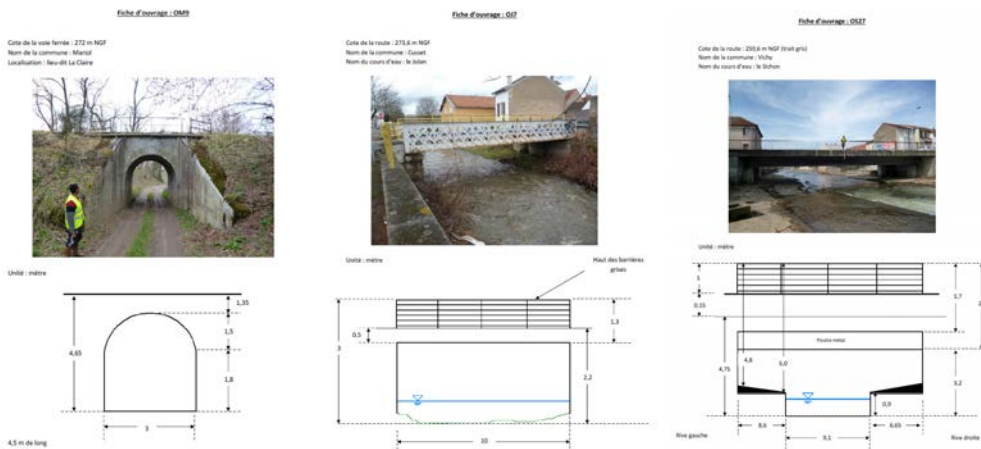 Fiche d'ouvrage : OM9
Cote de la voie ferrée : 272 m NGF
Nom de la commune : Mariol
Localisation : lieu-dit La Claire
Unité : mètre
1,35
1,5
4,65
1,8
3
4,5 m de long
Fiche d'ouvrage : OJ7
Cote de la route : 273,6 m NGF
Nom de la commune : Cusset
Nom du cours d'eau : le Jolan
Unité : mètre
Haut des barrières
grises
1,3
0,5
3
2,2
10
Fiche d'ouvrage : OSZ7
Cote de la route : 250,6 m NGF (trait gris)
Nom de la commune : Vichy
Nom du cours d'eau : le Sichon
Unité : mètre
1
1,7
0,15
Poutre métal
4,8
5,0
4,75
3,2
0,9
8,6
6,65
Rive gauche
9,1
Rive droite